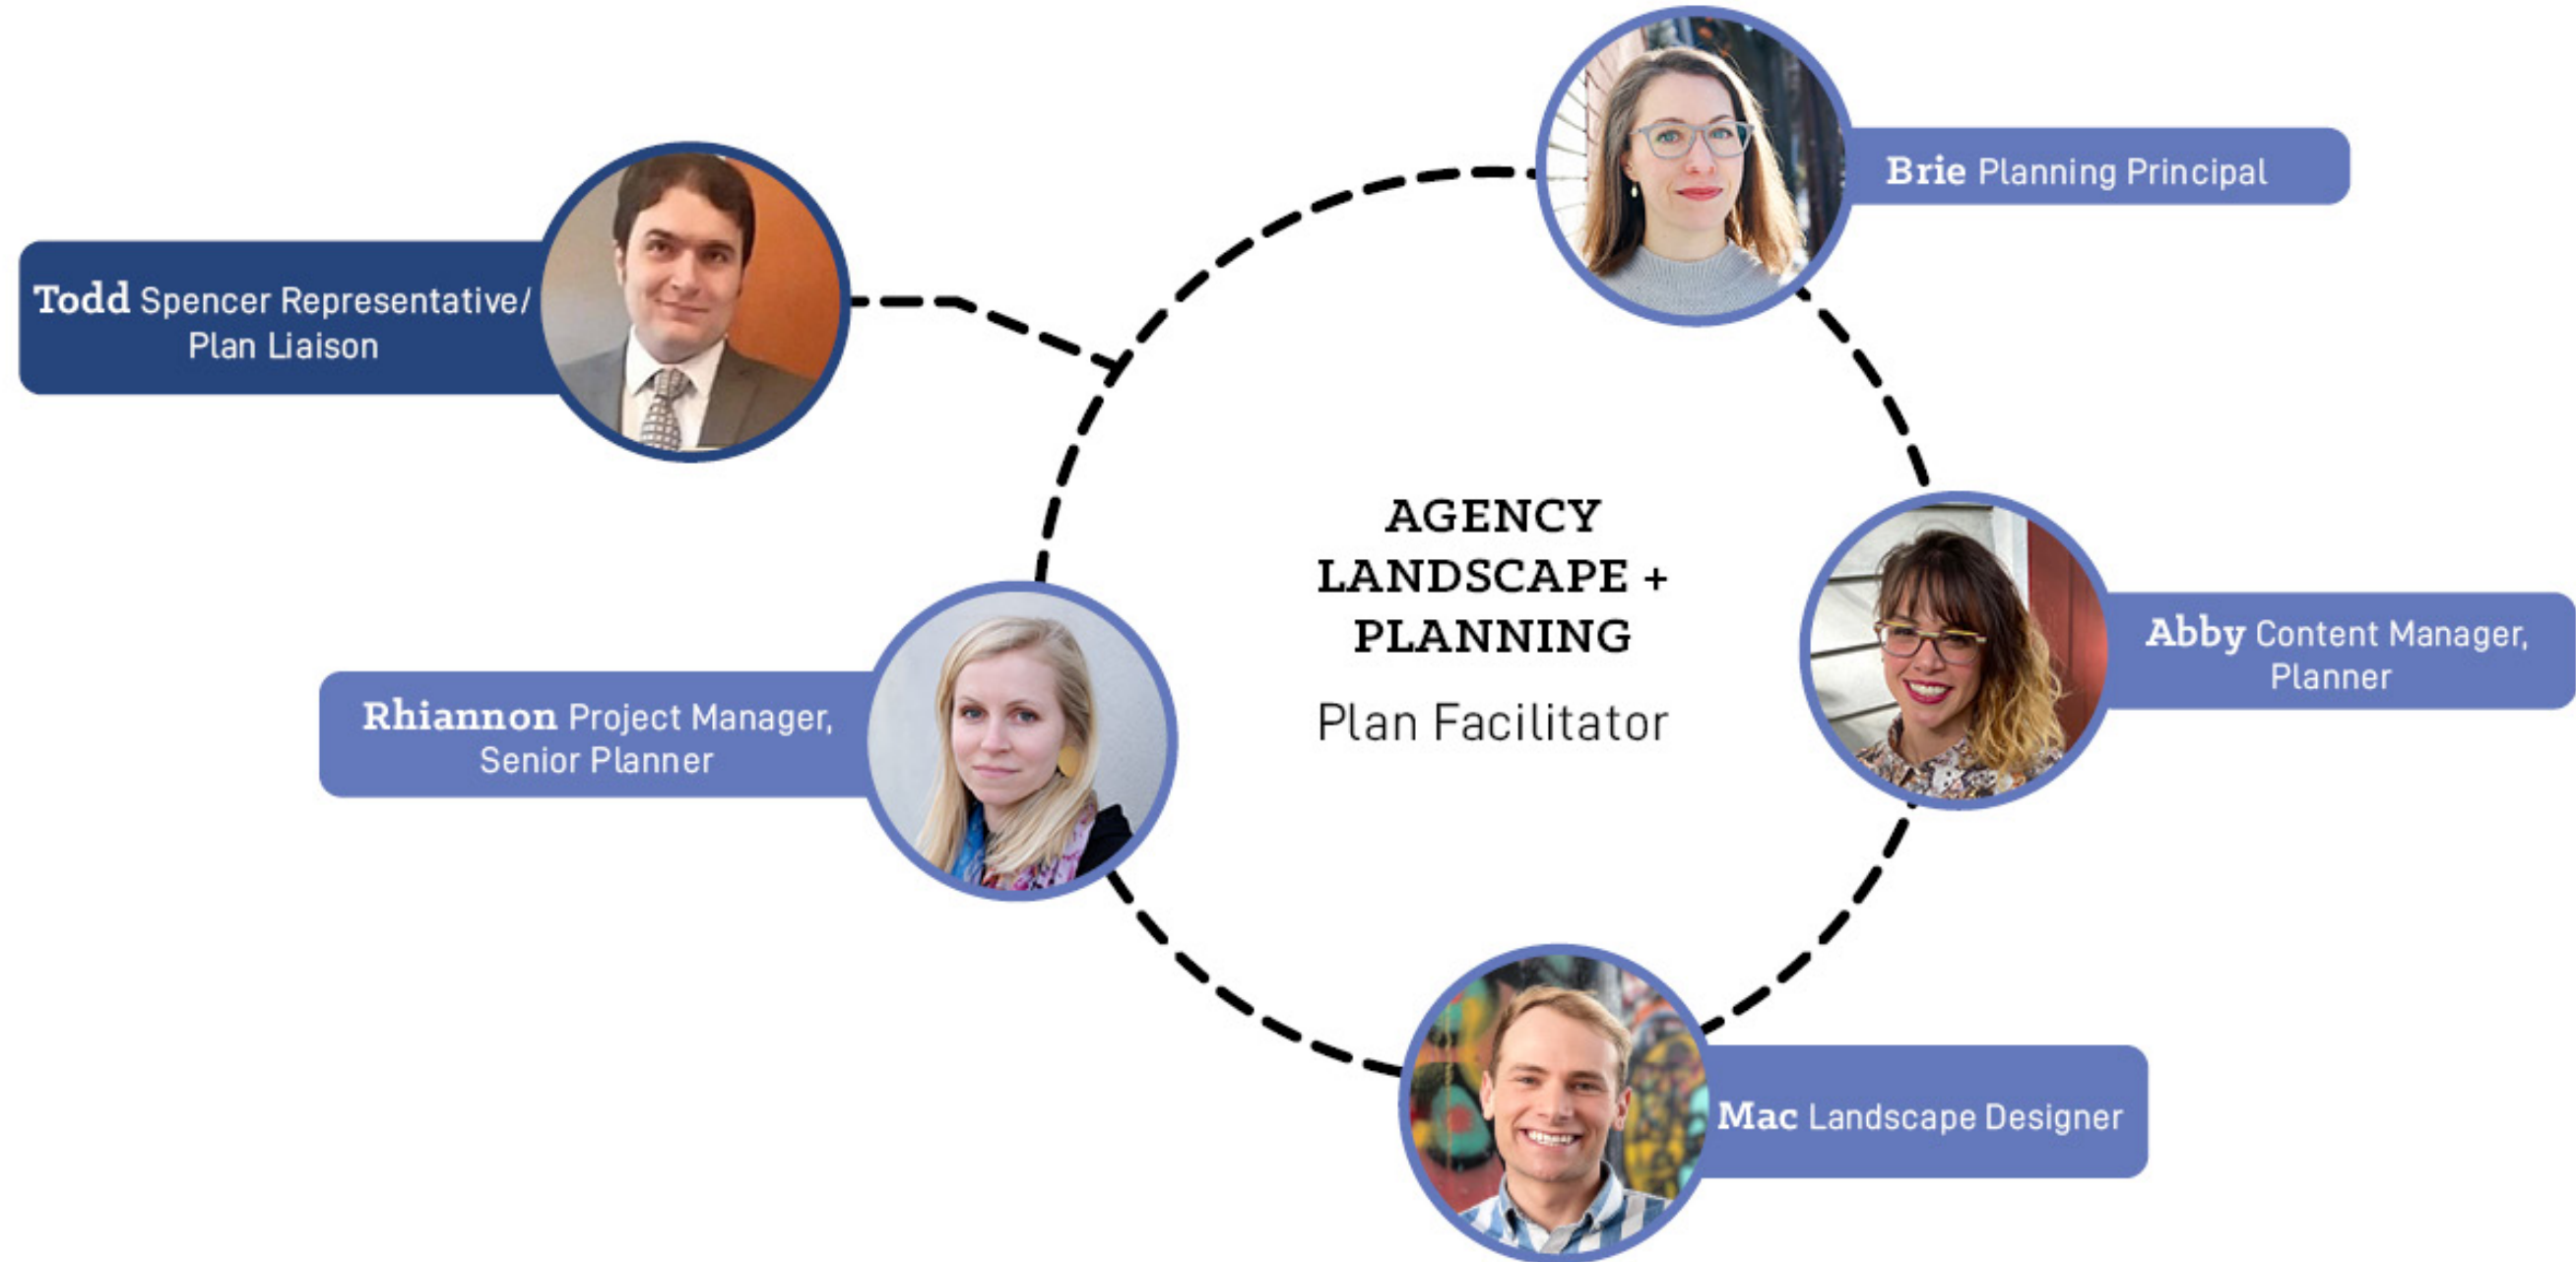 Brie Planning Principal
Todd Spencer Representative/
Plan Liaison
AGENCY
LANDSCAPE +
PLANNING
Plan Facilitator
Abby Content Manager,
Planner
Rhiannon Project Manager,
Senior Planner
Mac Landscape Designer